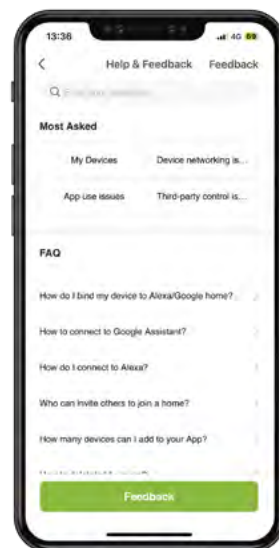 13:36 4G 69
Help & Feedback Feedback
Most Asked
My Devices Device networking is...
App use issues Third-party control is...
FAQ
How do I bind my device to Alexa/Google home?
How to connect to Google Assistant?
How do I connect to Alexa?
Who can invite others to join a home?
How many devices can I add to your App?
Feedback